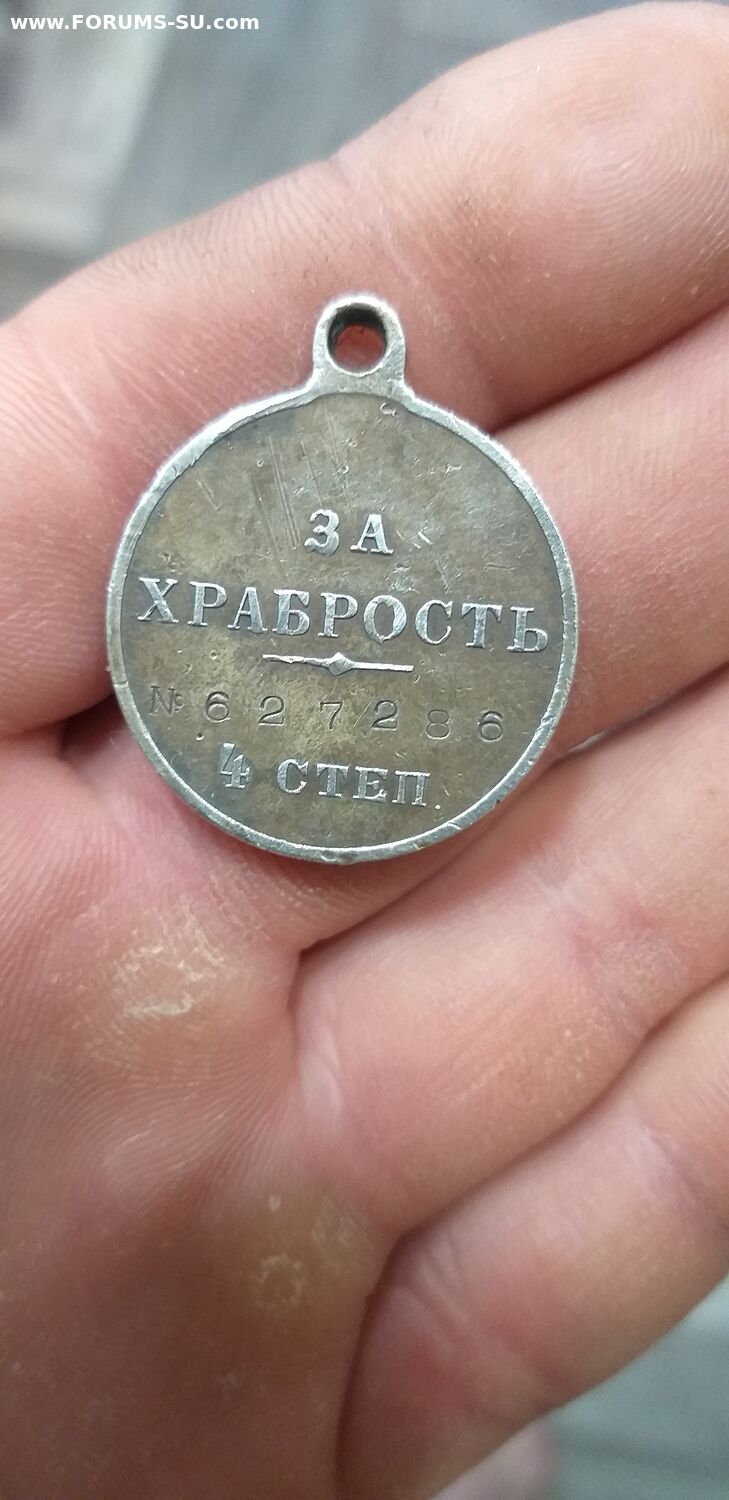 www.FORUMS-SU.com
ЗА
ХРАБРОСТЬ
№ 627286
4 СТЕП.